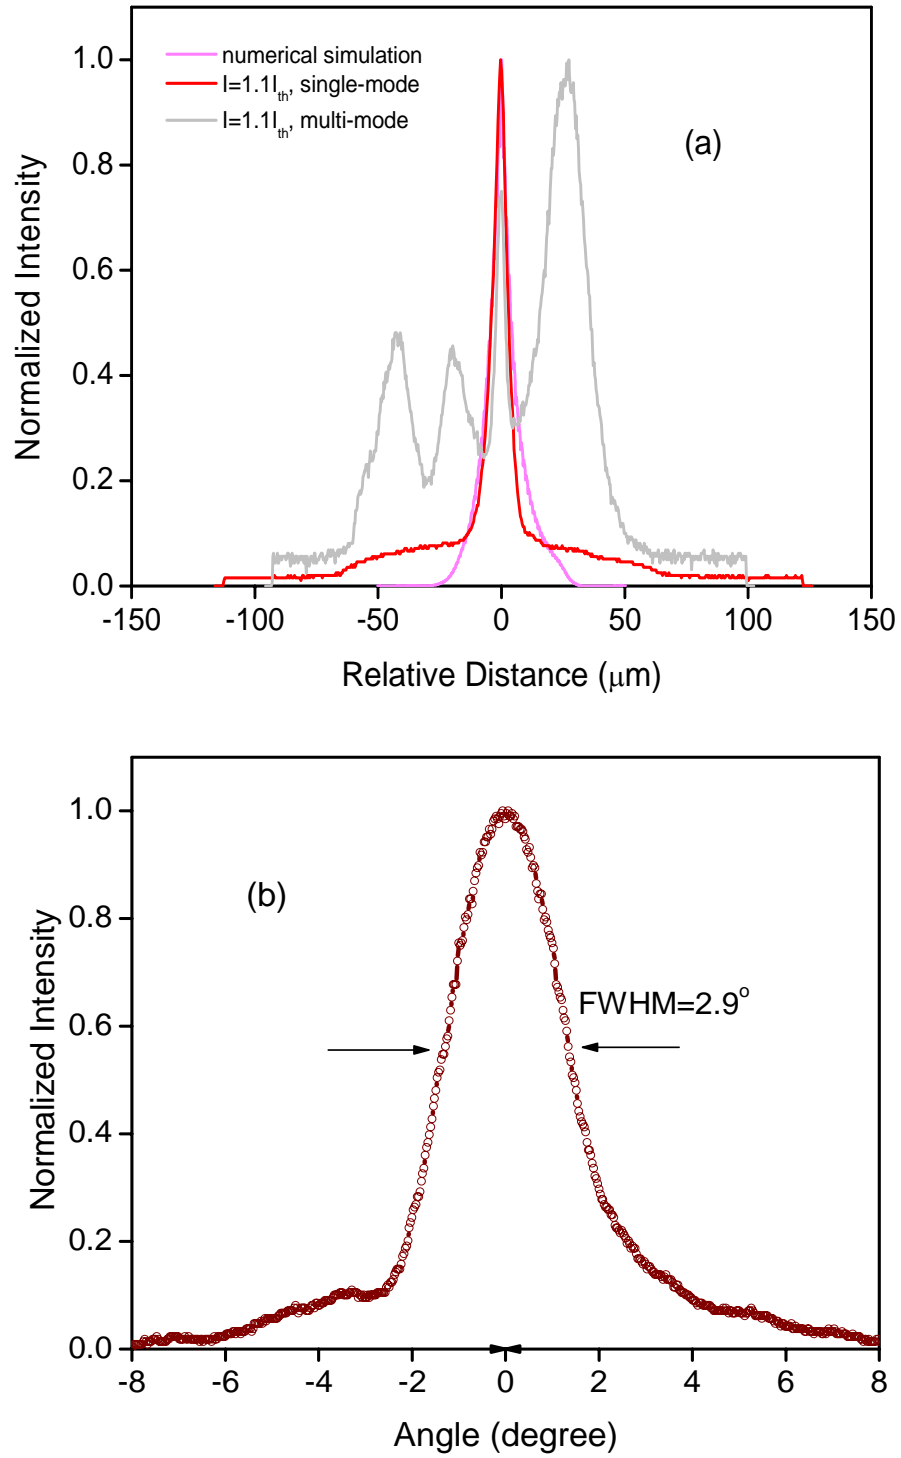 numerical simulation
I=1.1I_th, single-mode
I=1.1I_th, multi-mode
(a)
Normalized Intensity
1.0
0.8
0.6
0.4
0.2
0.0
-150 -100 -50 0 50 100 150
Relative Distance (μm)
(b)
FWHM=2.9°
Normalized Intensity
1.0
0.8
0.6
0.4
0.2
0.0
-8 -6 -4 -2 0 2 4 6 8
Angle (degree)